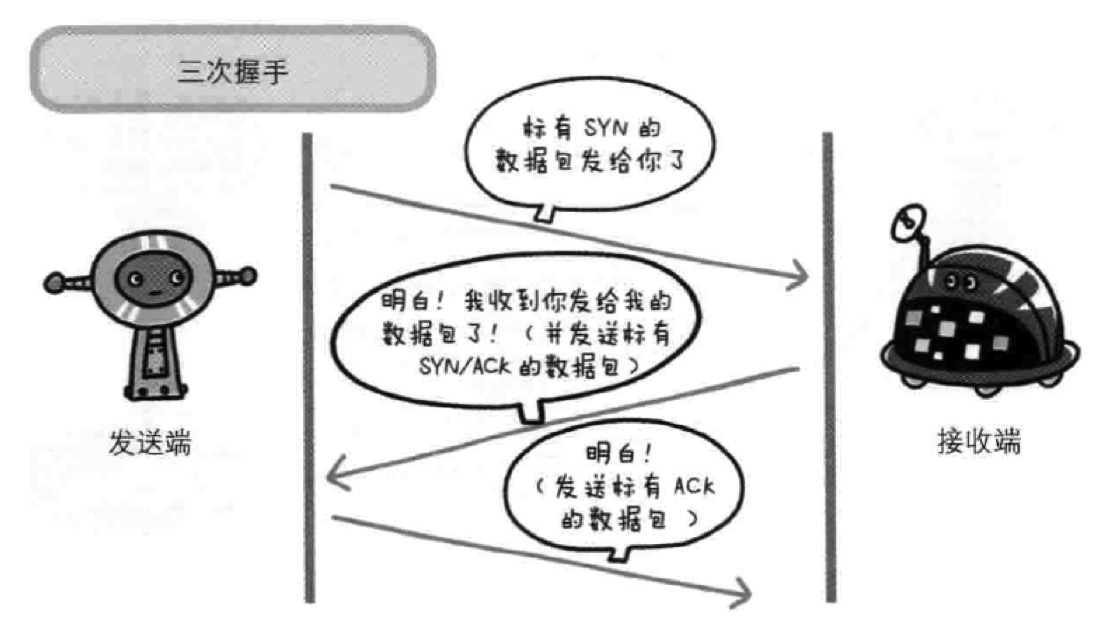 三次握手
标有 SYN 的
数据包发给你了
明白！我收到你发给我的
数据包了！（并发送标有
SYN/ACK 的数据包）
发送端
接收端
明白！
（发送标有 ACK
的数据包 ）